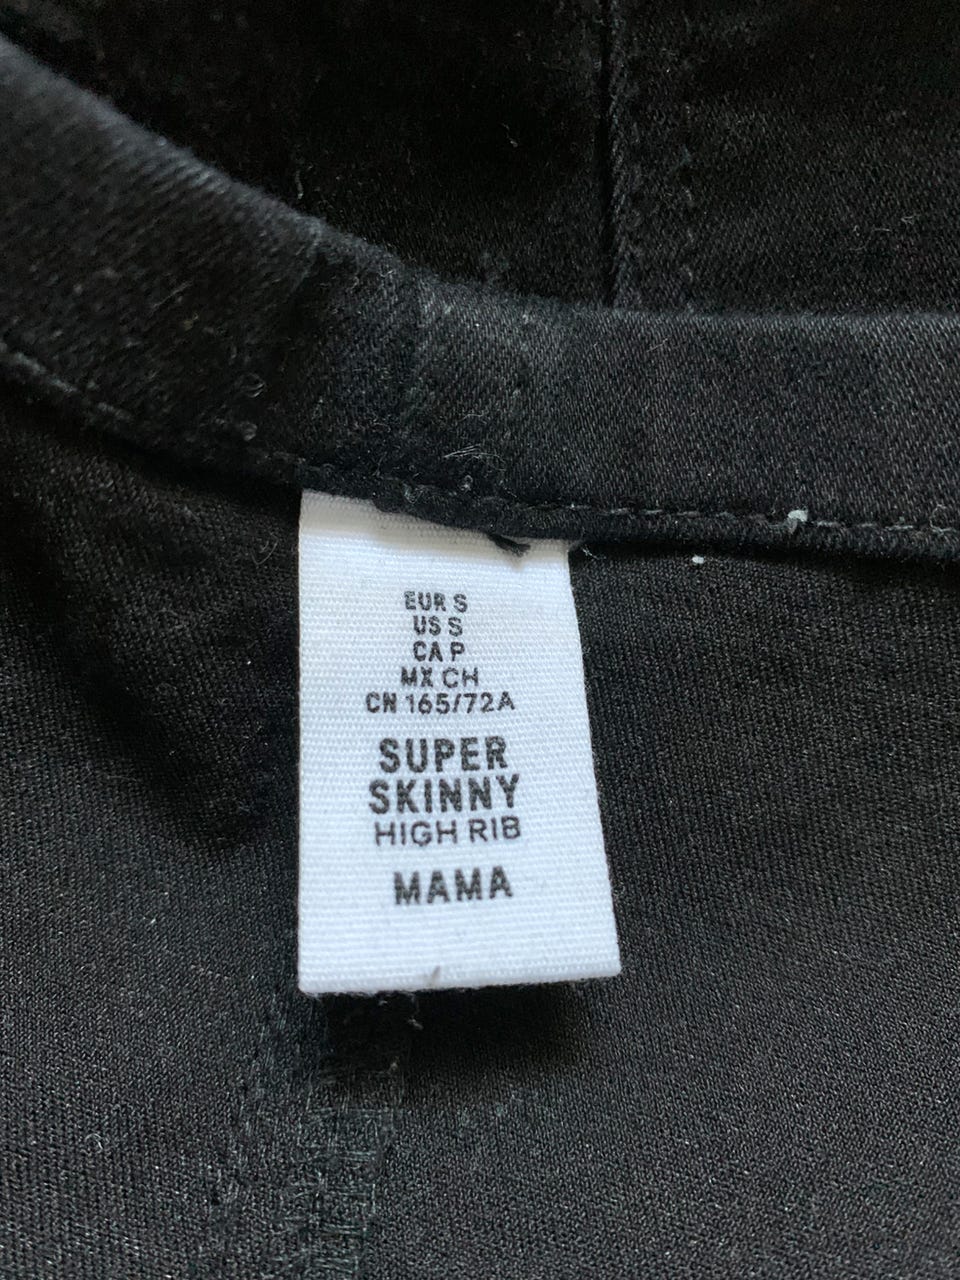 EUR S
US S
CA P
MX CH
CN 165/72A
SUPER
SKINNY
HIGH RIB
MAMA